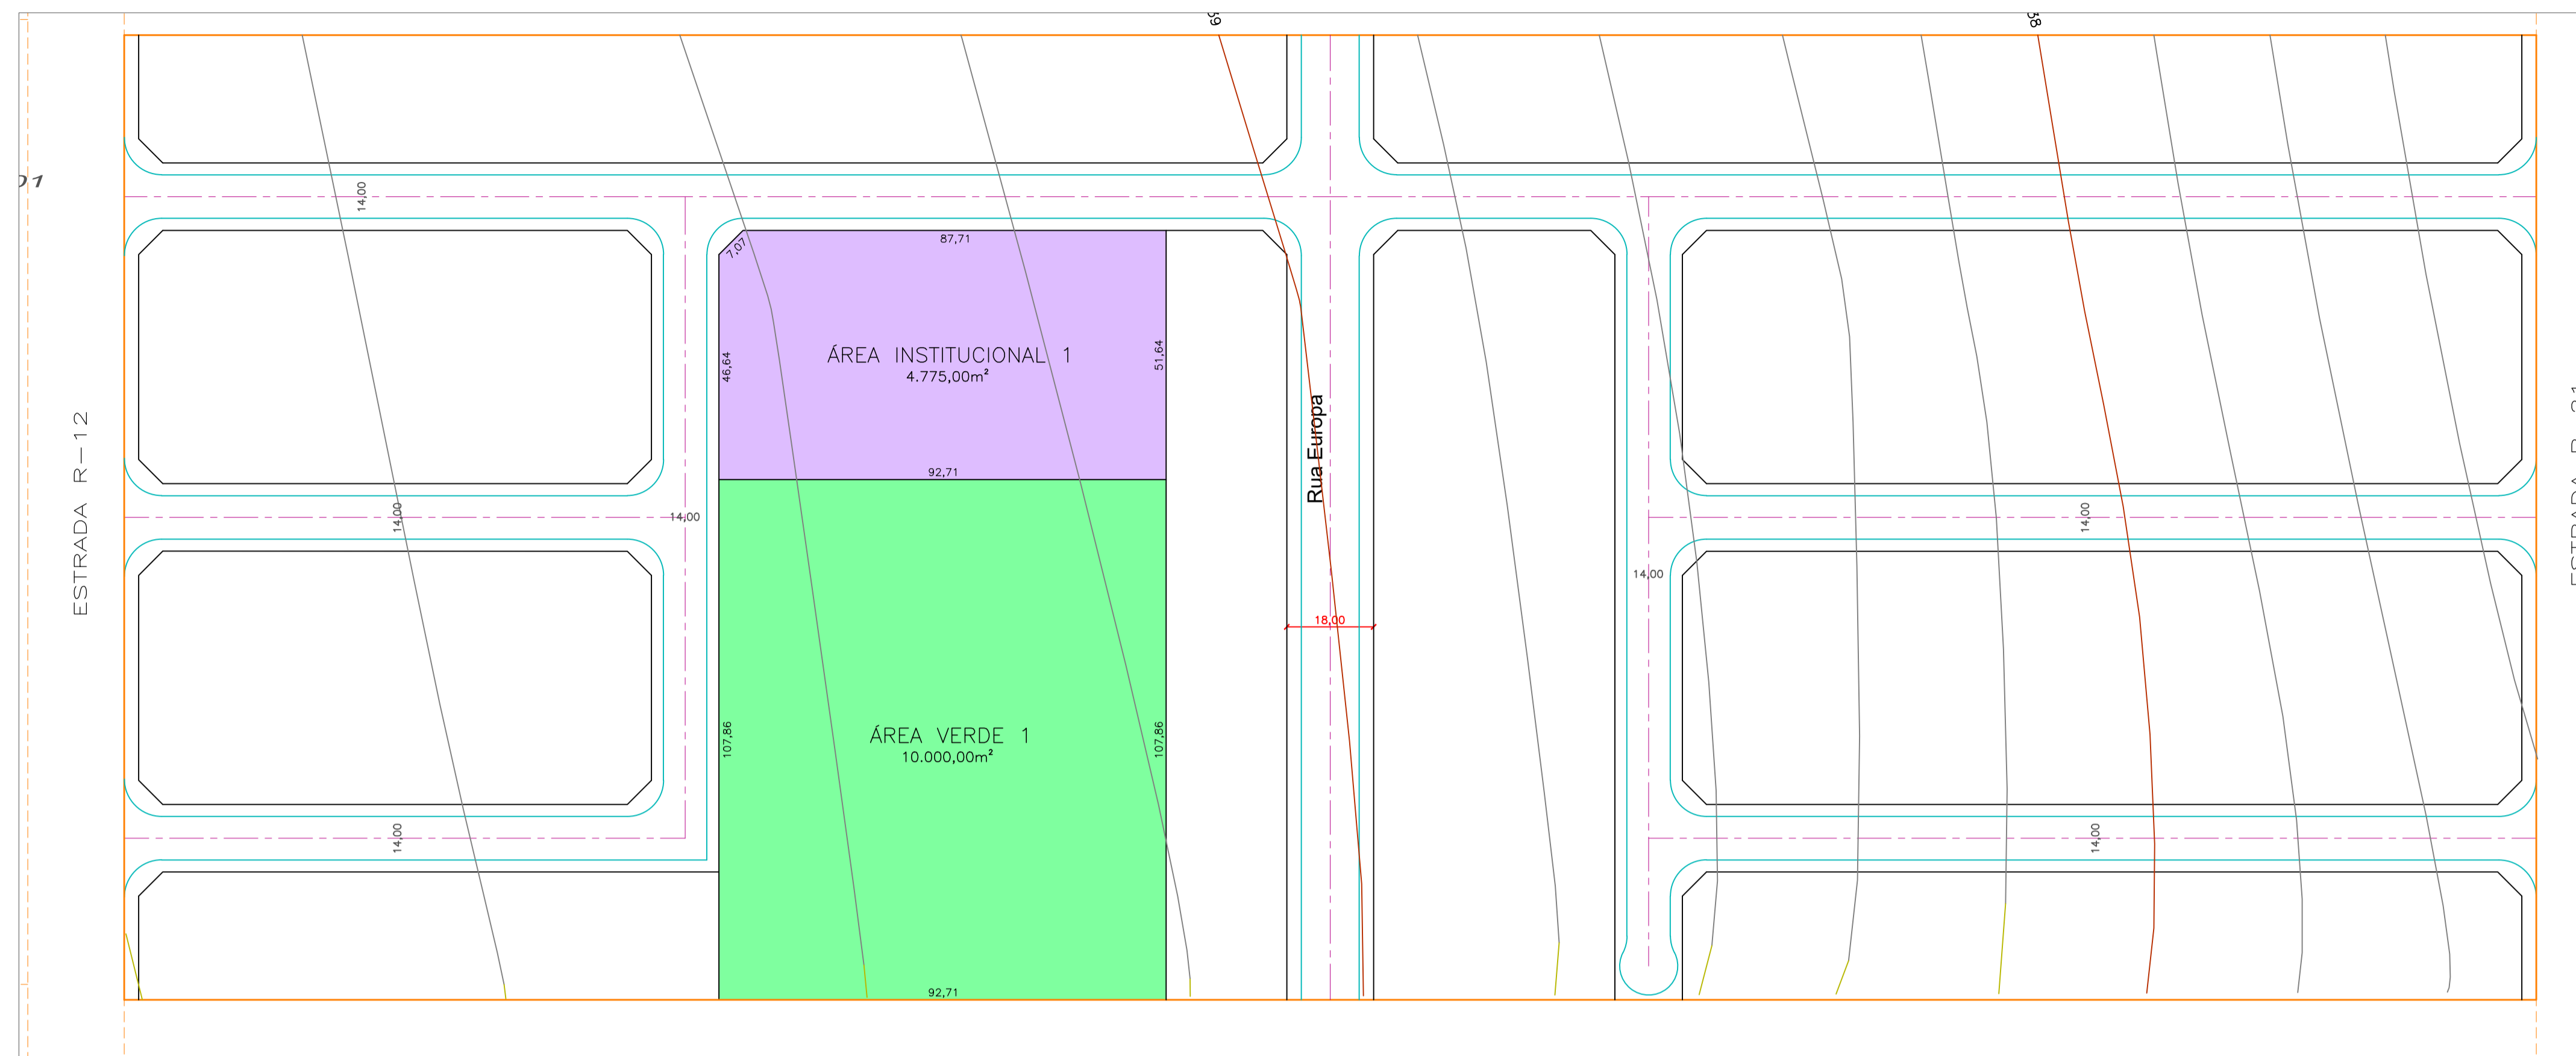 14,00
7,07
87,71
ÁREA INSTITUCIONAL 1
4.775,00m²
46,64
51,64
92,71
Rua Europa
ESTRADA R-12
14,00
14,00
14,00
14,00
18,00
107,86
ÁREA VERDE 1
10.000,00m²
107,86
14,00
14,00
92,71